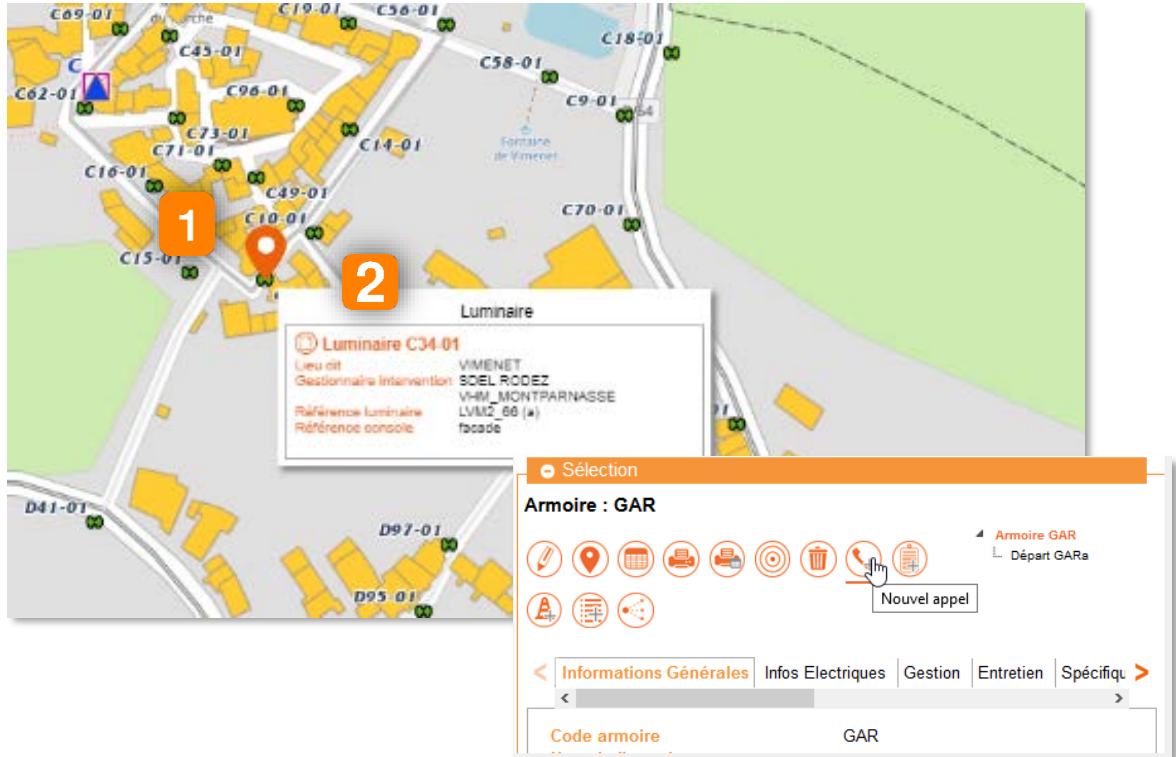 C69-01
du Porche
C19-01
C56-01
C45-01
C18-01
C
C58-01
C62-01
C96-01
C9-01
64
C73-01
C71-01
C14-01
Fontaine
de Vimenet
C16-01
C49-01
1
C10-01
C70-01
C15-01
2
Luminaire
Luminaire C34-01
Lieu dit VIMENET
Gestionnaire Intervention SDEL RODEZ
VHM_MONTPARNASSE
Référence luminaire LVM2_66 (a)
Référence console facade
D41-01
D97-01
D95-01
Sélection
Armoire : GAR
Armoire GAR
Départ GARa
Nouvel appel
< Informations Générales Infos Electriques Gestion Entretien Spécifiqu >
Code armoire GAR